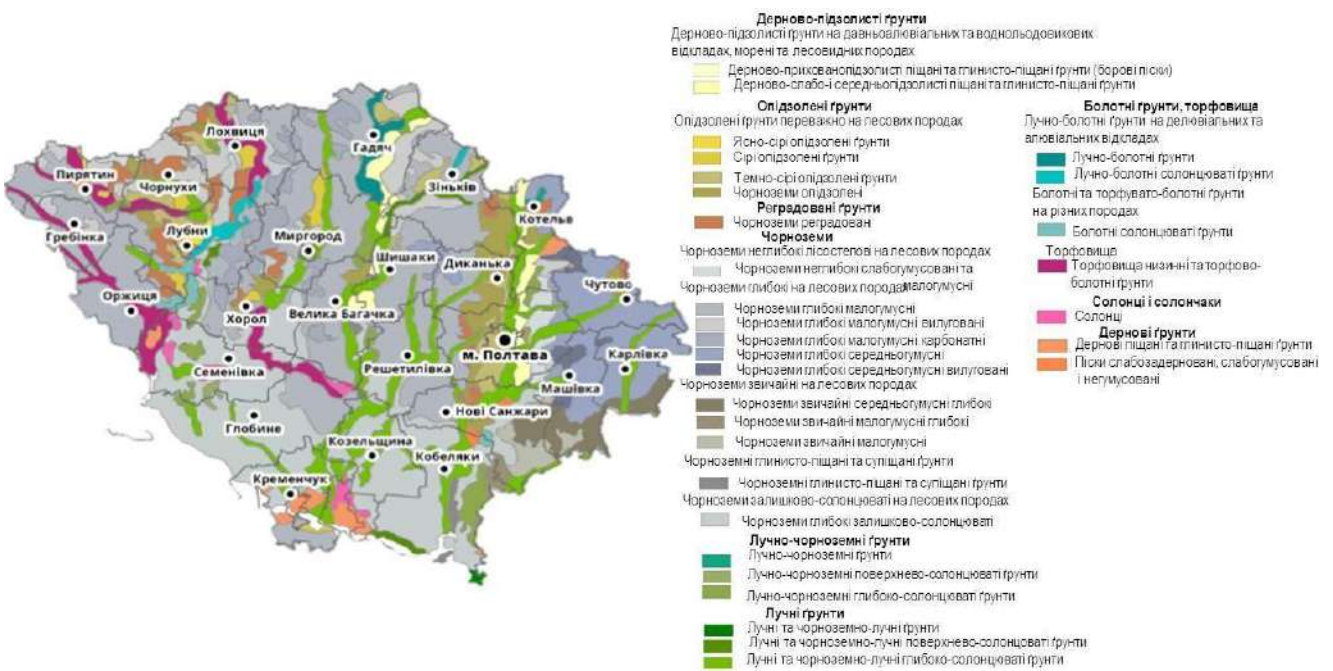 Лохвиця
Гадяч
Пирятин
Чорнухи
Зіньків
Гребінка
Лубни
Миргород
Котельв
Шишаки
Диканька
Оржиця
Хорол
Велика Багачка
Чутово
м. Полтава
Карлівка
Семенівка
Решетилівка
Машівка
Глобине
Нові Санжари
Козельщина
Кобеляки
Кременчук
Дерново-підзолисті ґрунти
Дерново-підзолисті ґрунти на давньоалювіальних та воднольодовикових
відкладах, морені та лесовидних породах
Дерново-прихованопідзолисті піщані та глинисто-піщані ґрунти (борові піски)
Дерново-слабо-і середньопідзолисті піщані та глинисто-піщані ґрунти
Опідзолені ґрунти
Опідзолені ґрунти переважно на лесових породах
Ясно-сірі опідзолені ґрунти
Сірі опідзолені ґрунти
Темно-сірі опідзолені ґрунти
Чорноземи опідзолені
Реградовані ґрунти
Чорноземи реградован
Чорноземи
Чорноземи неглибокі лісостепові на лесових породах
Чорноземи неглибокі слабогумусовані та
малогумусні
Чорноземи глибокі на лесових породах
Чорноземи глибокі малогумусні
Чорноземи глибокі малогумусні вилуговані
Чорноземи глибокі малогумусні карбонатні
Чорноземи глибокі середньогумусні
Чорноземи глибокі середньогумусні вилуговані
Чорноземи звичайні на лесових породах
Чорноземи звичайні середньогумусні глибокі
Чорноземи звичайні малогумусні глибокі
Чорноземи звичайні малогумусні
Чорноземні глинисто-піщані та супіщані ґрунти
Чорноземні глинисто-піщані та супіщані ґрунти
Чорноземи залишково-солонцюваті на лесових породах
Чорноземи глибокі залишково-солонцюваті
Лучно-чорноземні ґрунти
Лучно-чорноземні ґрунти
Лучно-чорноземні поверхнево-солонцюваті ґрунти
Лучно-чорноземні глибоко-солонцюваті ґрунти
Лучні ґрунти
Лучні та чорноземно-лучні ґрунти
Лучні та чорноземно-лучні поверхнево-солонцоваті ґрунти
Лучні та чорноземно-лучні глибоко-солонцюваті ґрунти
Болотні ґрунти, торфовища
Лучно-болотні ґрунти на делювіальних та
алювіальних відкладах
Лучно-болотні ґрунти
Лучно-болотні солонцюваті ґрунти
Болотні та торфувато-болотні ґрунти
на різних породах
Болотні солонцюваті ґрунти
Торфовища
Торфовища низинні та торфово-
болотні ґрунти
Солонці і солончаки
Солонці
Дернові ґрунти
Дернові піщані та глинисто-піщані ґрунти
Піски слабозадерновані, слабогумусовані
і негумусовані